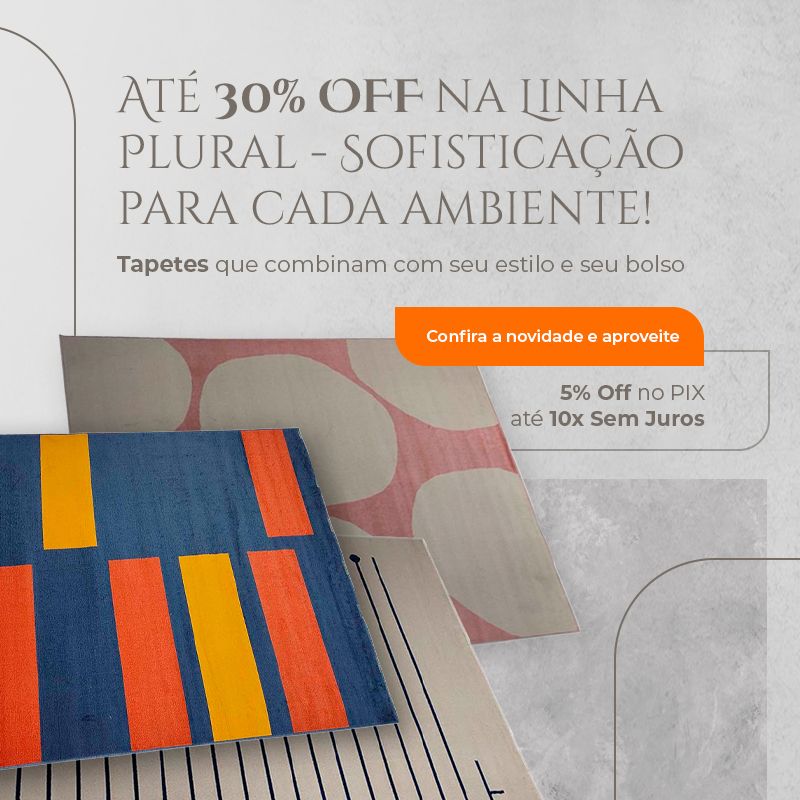 Até 30% OFF na Linha
Plural - Sofisticação
para cada ambiente!
Tapetes que combinam com seu estilo e seu bolso
Confira a novidade e aproveite
5% Off no PIX
até 10x Sem Juros